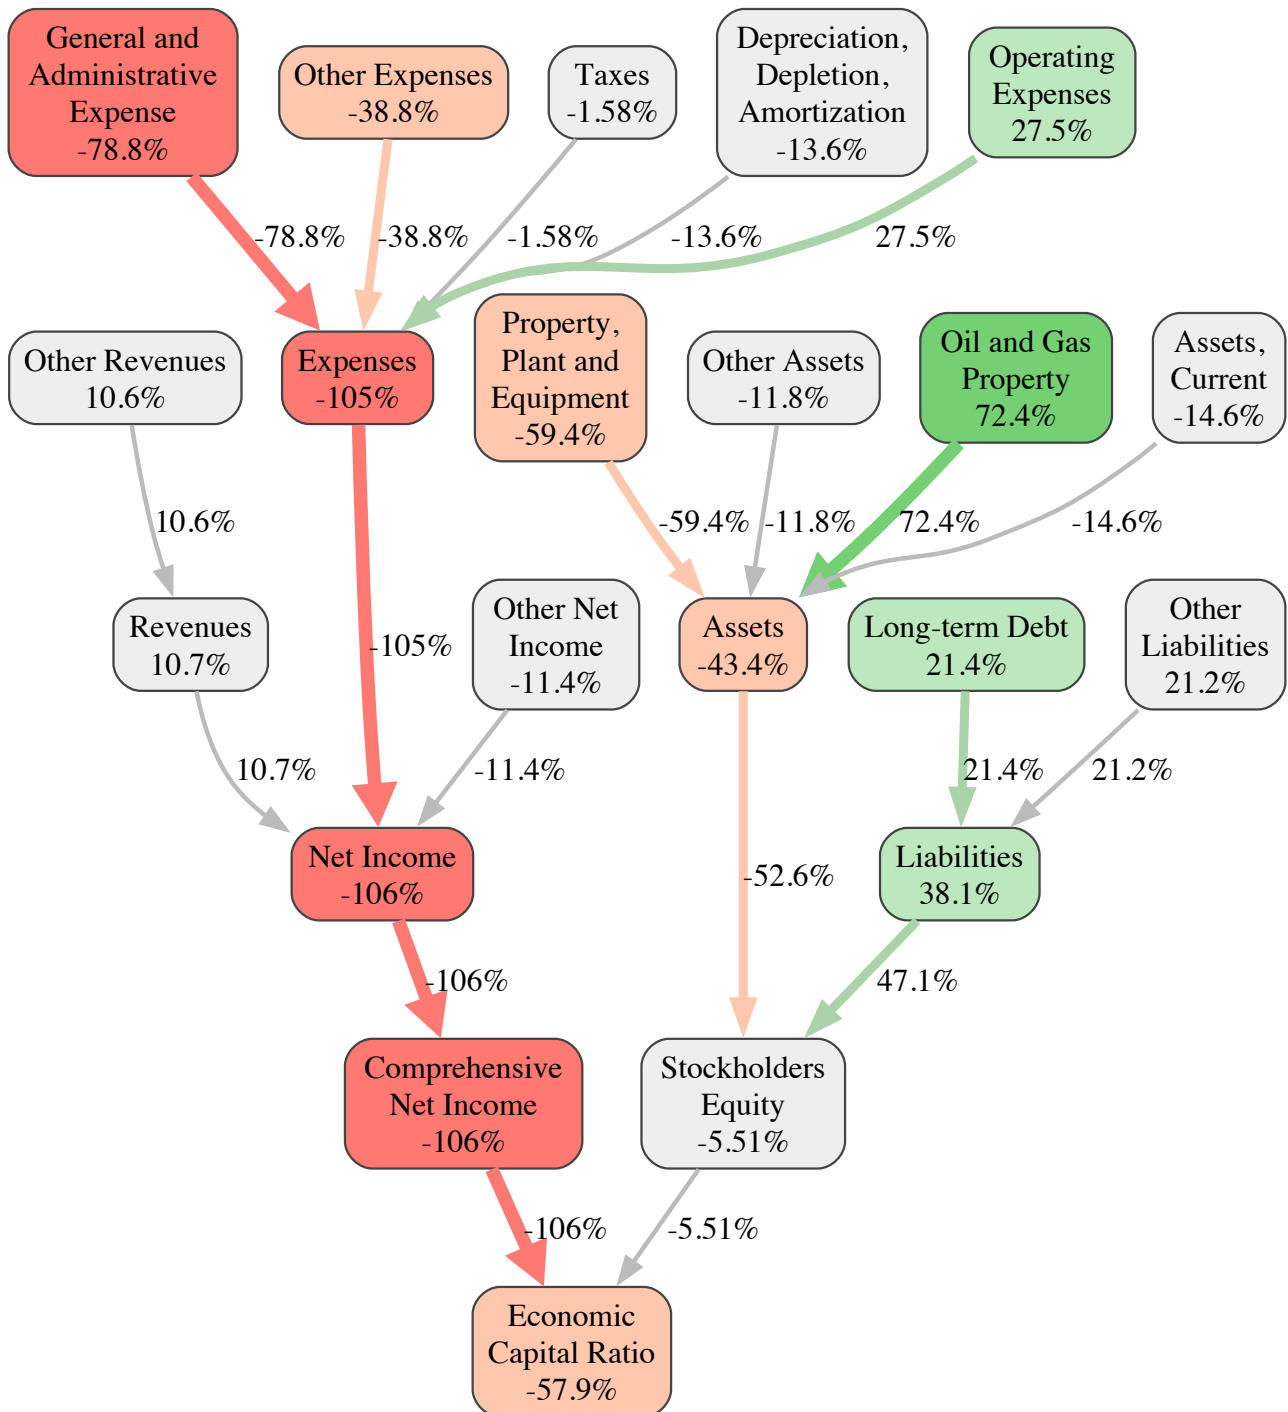 General and
Administrative
Expense
-78.8%
Other Expenses
-38.8%
Taxes
-1.58%
Depreciation,
Depletion,
Amortization
-13.6%
Operating
Expenses
27.5%
-78.8%
-38.8%
-1.58%
-13.6%
27.5%
Other Revenues
10.6%
Expenses
-105%
Property,
Plant and
Equipment
-59.4%
Other Assets
-11.8%
Oil and Gas
Property
72.4%
Assets,
Current
-14.6%
10.6%
-59.4%
-11.8%
72.4%
-14.6%
Revenues
10.7%
-105%
Other Net
Income
-11.4%
Assets
-43.4%
Long-term Debt
21.4%
Other
Liabilities
21.2%
10.7%
-11.4%
21.4%
21.2%
Net Income
-106%
-52.6%
Liabilities
38.1%
-106%
47.1%
Comprehensive
Net Income
-106%
Stockholders
Equity
-5.51%
-106%
-5.51%
Economic
Capital Ratio
-57.9%